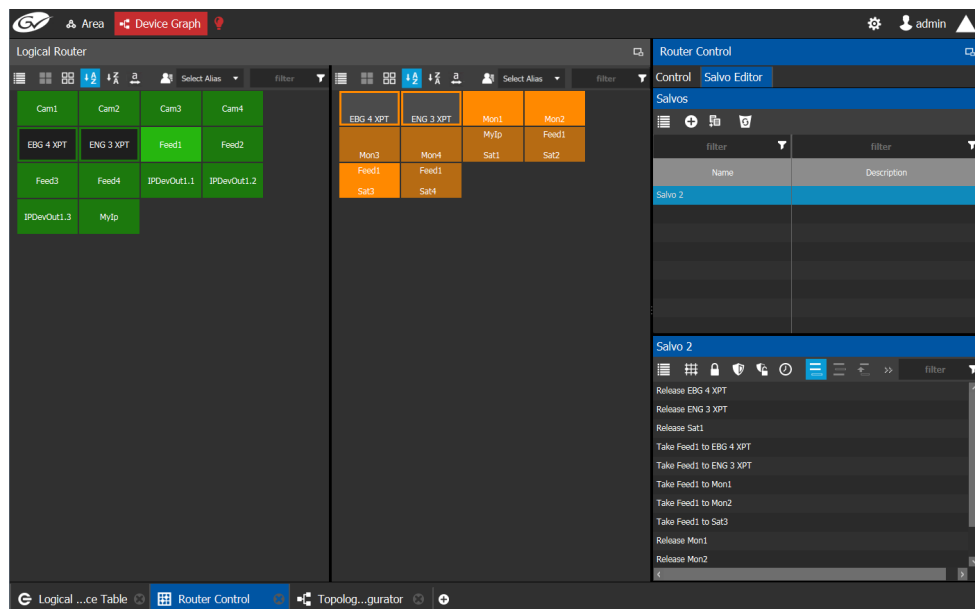 Area Device Graph admin
Logical Router
Select Alias filter
Cam1 Cam2 Cam3 Cam4
EBG 4 XPT ENG 3 XPT Feed1 Feed2
Feed3 Feed4 IPDevOut1.1 IPDevOut1.2
IPDevOut1.3 MyIp
Select Alias filter
EBG 4 XPT ENG 3 XPT Mon1 Mon2
MyIp Feed1
Mon3 Mon4 Sat1 Sat2
Feed1 Feed1
Sat3 Sat4
Router Control
Control Salvo Editor
Salvos
filter filter
Name Description
Salvo 2
Salvo 2
filter
Release EBG 4 XPT
Release ENG 3 XPT
Release Sat1
Take Feed1 to EBG 4 XPT
Take Feed1 to ENG 3 XPT
Take Feed1 to Mon1
Take Feed1 to Mon2
Take Feed1 to Sat3
Release Mon1
Release Mon2
Logical ...ce Table Router Control Topolog...gurator